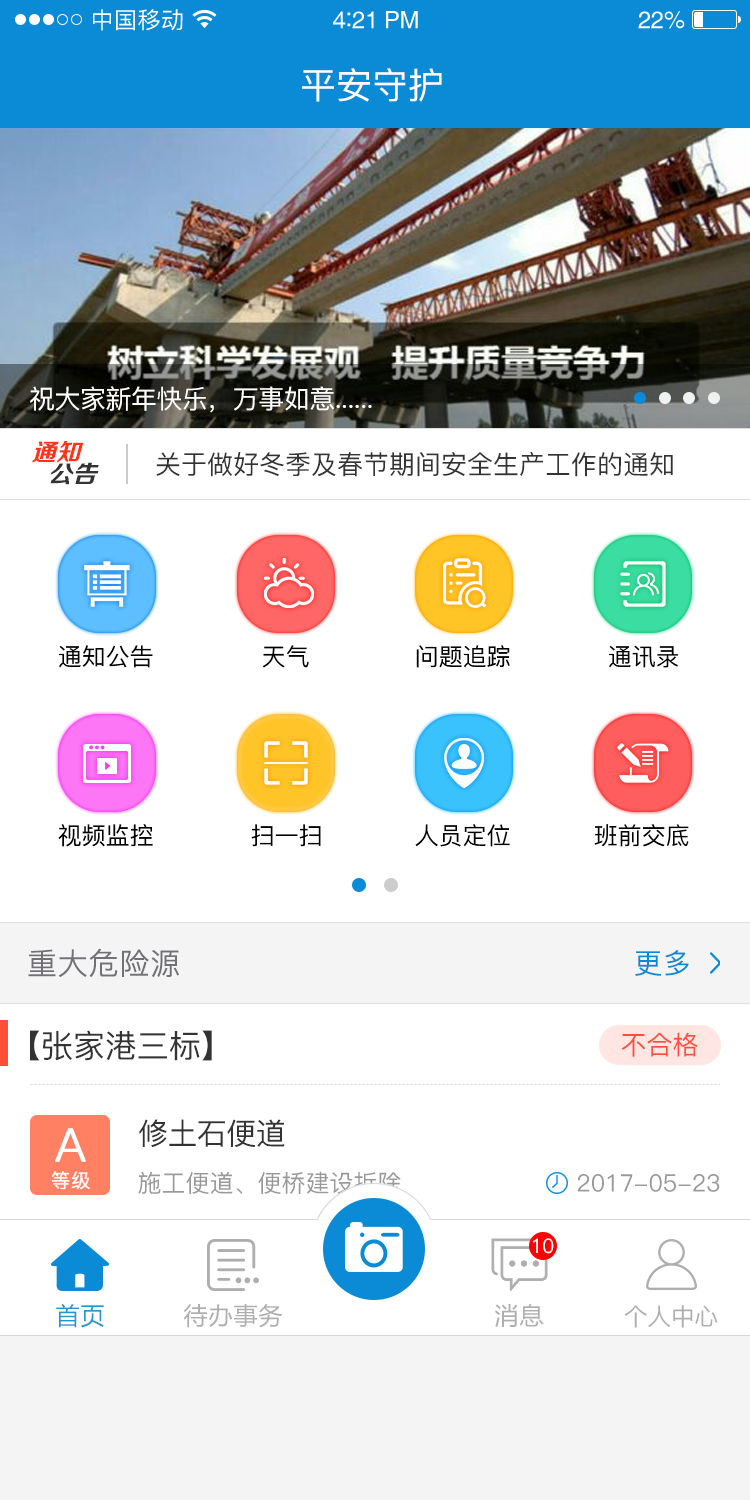 中国移动
4:21 PM
22%
平安守护
树立科学发展观 提升质量竞争力
祝大家新年快乐，万事如意......
通知
公告
关于做好冬季及春节期间安全生产工作的通知
通知公告
天气
问题追踪
通讯录
视频监控
扫一扫
人员定位
班前交底
重大危险源
更多
【张家港三标】
不合格
A
等级
修土石便道
施工便道、便桥建设拆除
2017-05-23
10
首页
待办事务
消息
个人中心